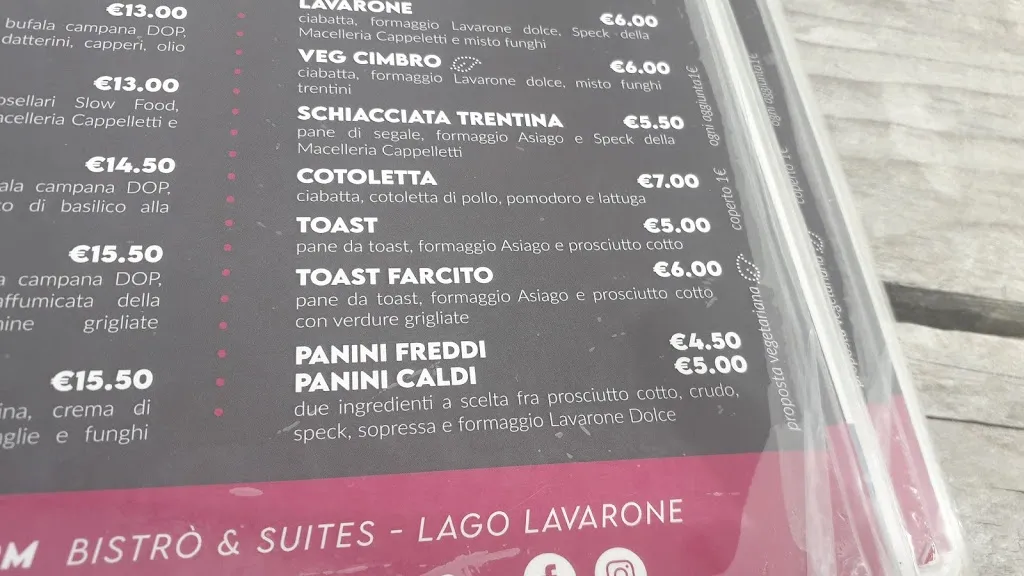 €13.00
bufala campana DOP,
datterini, capperi, olio
€13.00
Slow Food,
Cappelletti e
€14.50
campana DOP,
di basilico alla
€15.50
campana DOP,
affumicata della
grigliate
€15.50
crema di
e funghi
LAVARONE €6.00
ciabatta, formaggio Lavarone dolce, Speck della
Macelleria Cappeletti e misto funghi
VEG CIMBRO €6.00
ciabatta, formaggio Lavarone dolce, misto funghi
trentini
SCHIACCIATA TRENTINA €5.50
pane di segale, formaggio Asiago e Speck della
Macelleria Cappelletti
COTOLETTA €7.00
ciabatta, cotoletta di pollo, pomodoro e lattuga
TOAST €5.00
pane da toast, formaggio Asiago e prosciutto cotto
TOAST FARCITO €6.00
pane da toast, formaggio Asiago e prosciutto cotto
con verdure grigliate
PANINI FREDDI €4.50
PANINI CALDI €5.00
due ingredienti a scelta fra prosciutto cotto, crudo,
speck, sopressa e formaggio Lavarone Dolce
proposta vegetariana coperto 1€ ogni aggiunta 1€
BISTRÒ & SUITES - LAGO LAVARONE